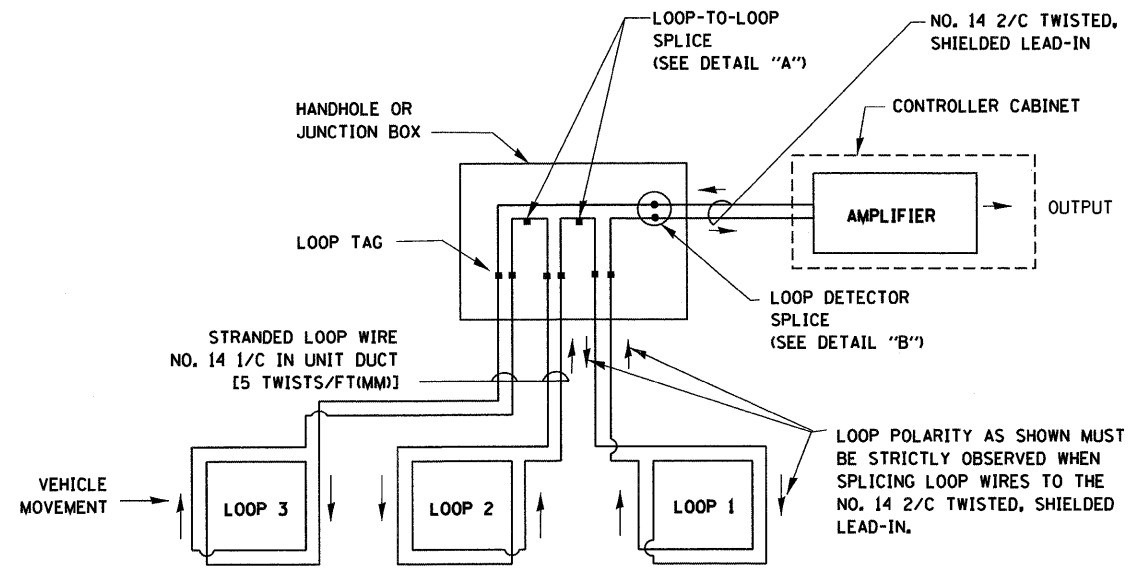 LOOP-TO-LOOP
SPLICE
(SEE DETAIL "A")
NO. 14 2/C TWISTED,
SHIELDED LEAD-IN
HANDHOLE OR
JUNCTION BOX
CONTROLLER CABINET
AMPLIFIER
OUTPUT
LOOP TAG
LOOP DETECTOR
SPLICE
(SEE DETAIL "B")
STRANDED LOOP WIRE
NO. 14 1/C IN UNIT DUCT
[5 TWISTS/FT(MM)]
LOOP POLARITY AS SHOWN MUST
BE STRICTLY OBSERVED WHEN
SPLICING LOOP WIRES TO THE
NO. 14 2/C TWISTED, SHIELDED
LEAD-IN.
VEHICLE
MOVEMENT
LOOP 3
LOOP 2
LOOP 1